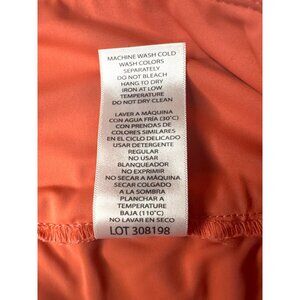 MACHINE WASH COLD
WASH COLORS
SEPARATELY
DO NOT BLEACH
HANG TO DRY
IRON AT LOW
TEMPERATURE
DO NOT DRY CLEAN
LAVER A MÁQUINA
CON AGUA FRÍA (30°C)
CON PRENDAS DE
COLORES SIMILARES
EN EL CICLO DELICADO
USAR DETERGENTE
REGULAR
NO USAR
BLANQUEADOR
NO EXPRIMIR
NO SECAR A MÁQUINA
SECAR COLGADO
A LA SOMBRA
PLANCHAR A
TEMPERATURA
BAJA (110°C)
NO LAVAR EN SECO
LOT 308198